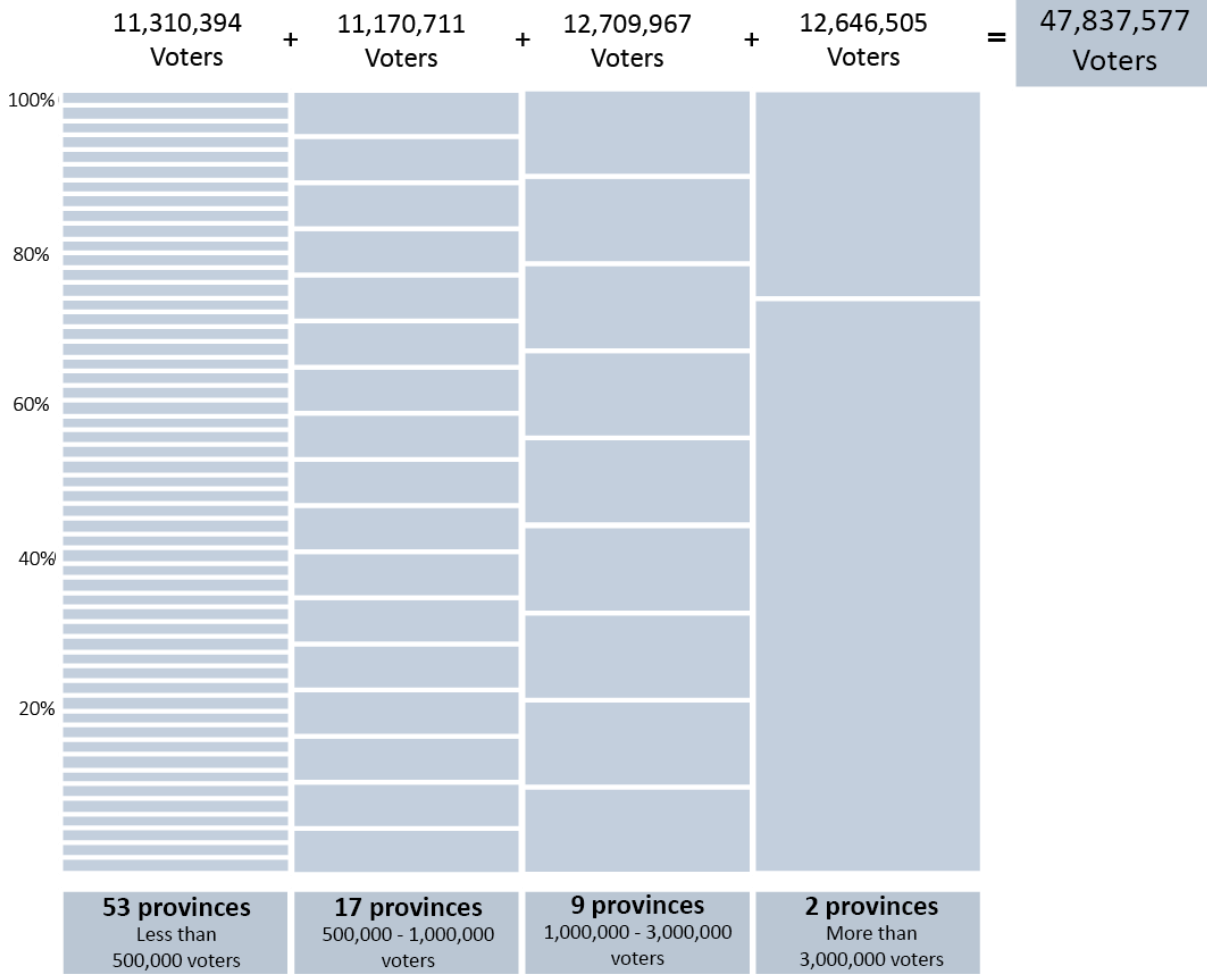 11,310,394
Voters
+
11,170,711
Voters
+
12,709,967
Voters
+
12,646,505
Voters
=
47,837,577
Voters
100%
80%
60%
40%
20%
53 provinces
Less than
500,000 voters
17 provinces
500,000 - 1,000,000
voters
9 provinces
1,000,000 - 3,000,000
voters
2 provinces
More than
3,000,000 voters